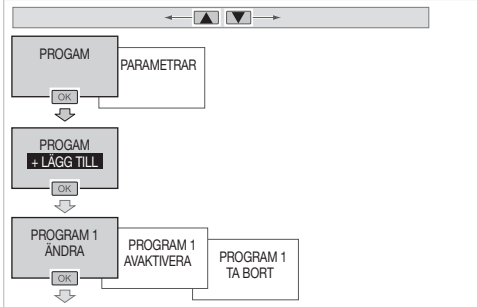 PROGAM
PARAMETRAR
OK
PROGAM
+ LÄGG TILL
OK
PROGRAM 1
ÄNDRA
PROGRAM 1
AVAKTIVERA
PROGRAM 1
TA BORT
OK